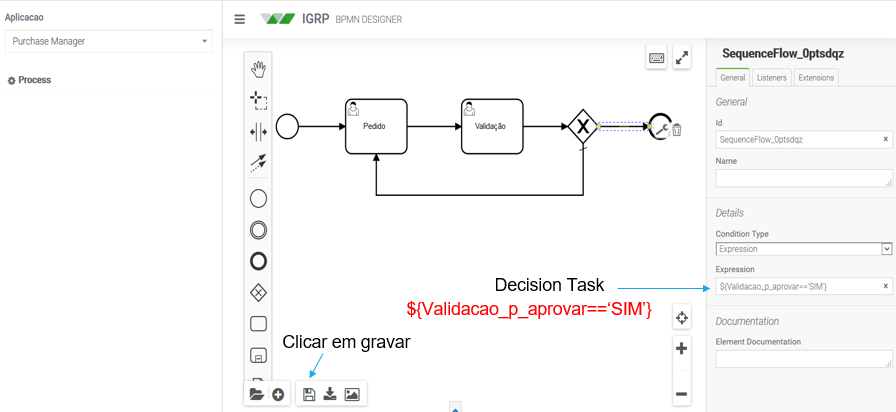 Aplicacao
Purchase Manager
Process
IGRP BPMN DESIGNER
Pedido
Validação
X
Decision Task
${Validacao_p_aprovar==‘SIM’}
Clicar em gravar
SequenceFlow_0ptsdqz
General Listeners Extensions
General
Id
SequenceFlow_0ptsdqz x
Name
Details
Condition Type
Expression
Expression
${Validacao_p_aprovar=='SIM'} x
Documentation
Element Documentation